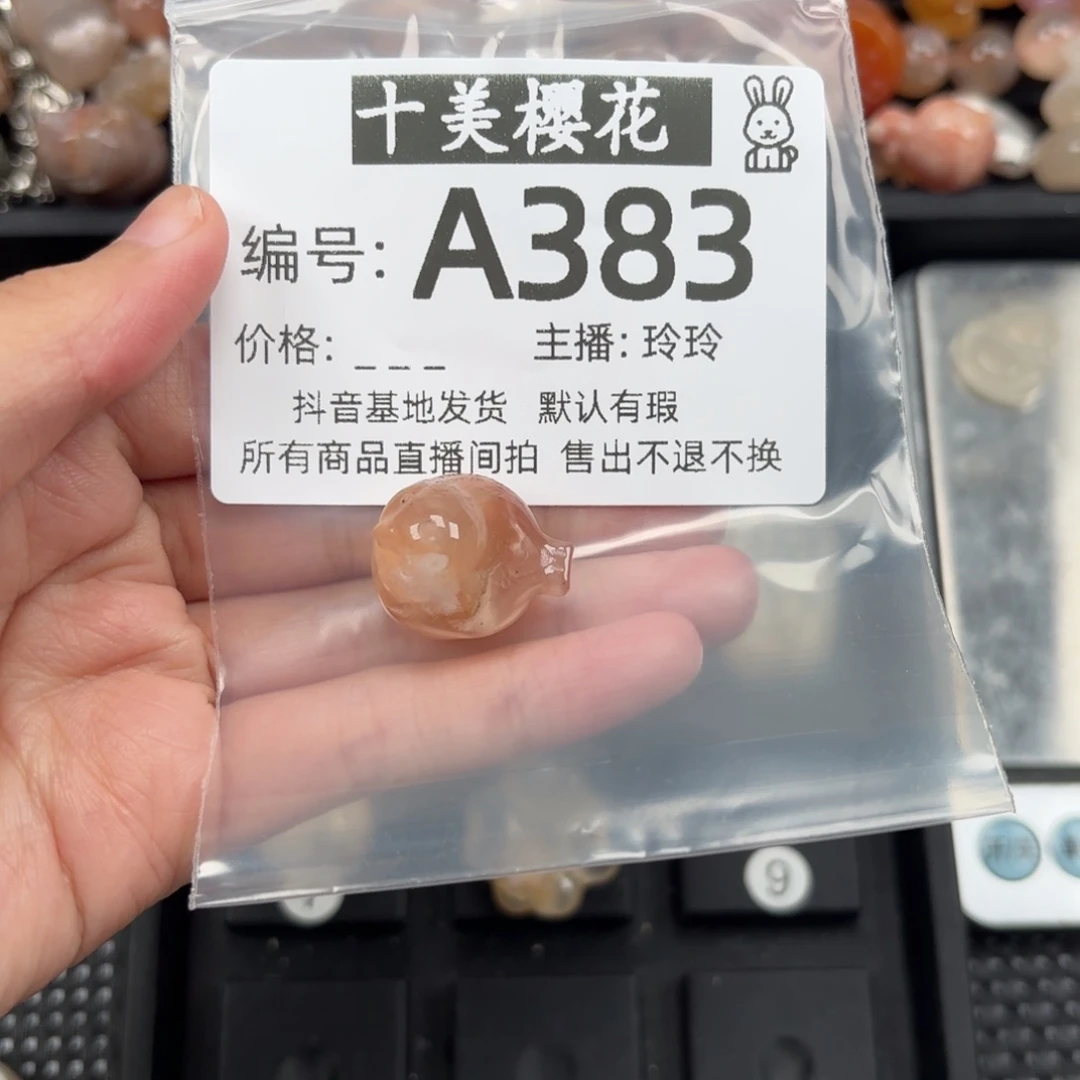 十美樱花
编号: A383
价格: _ _ _ 主播: 玲玲
抖音基地发货 默认有瑕
所有商品直播间拍 售出不退不换
9